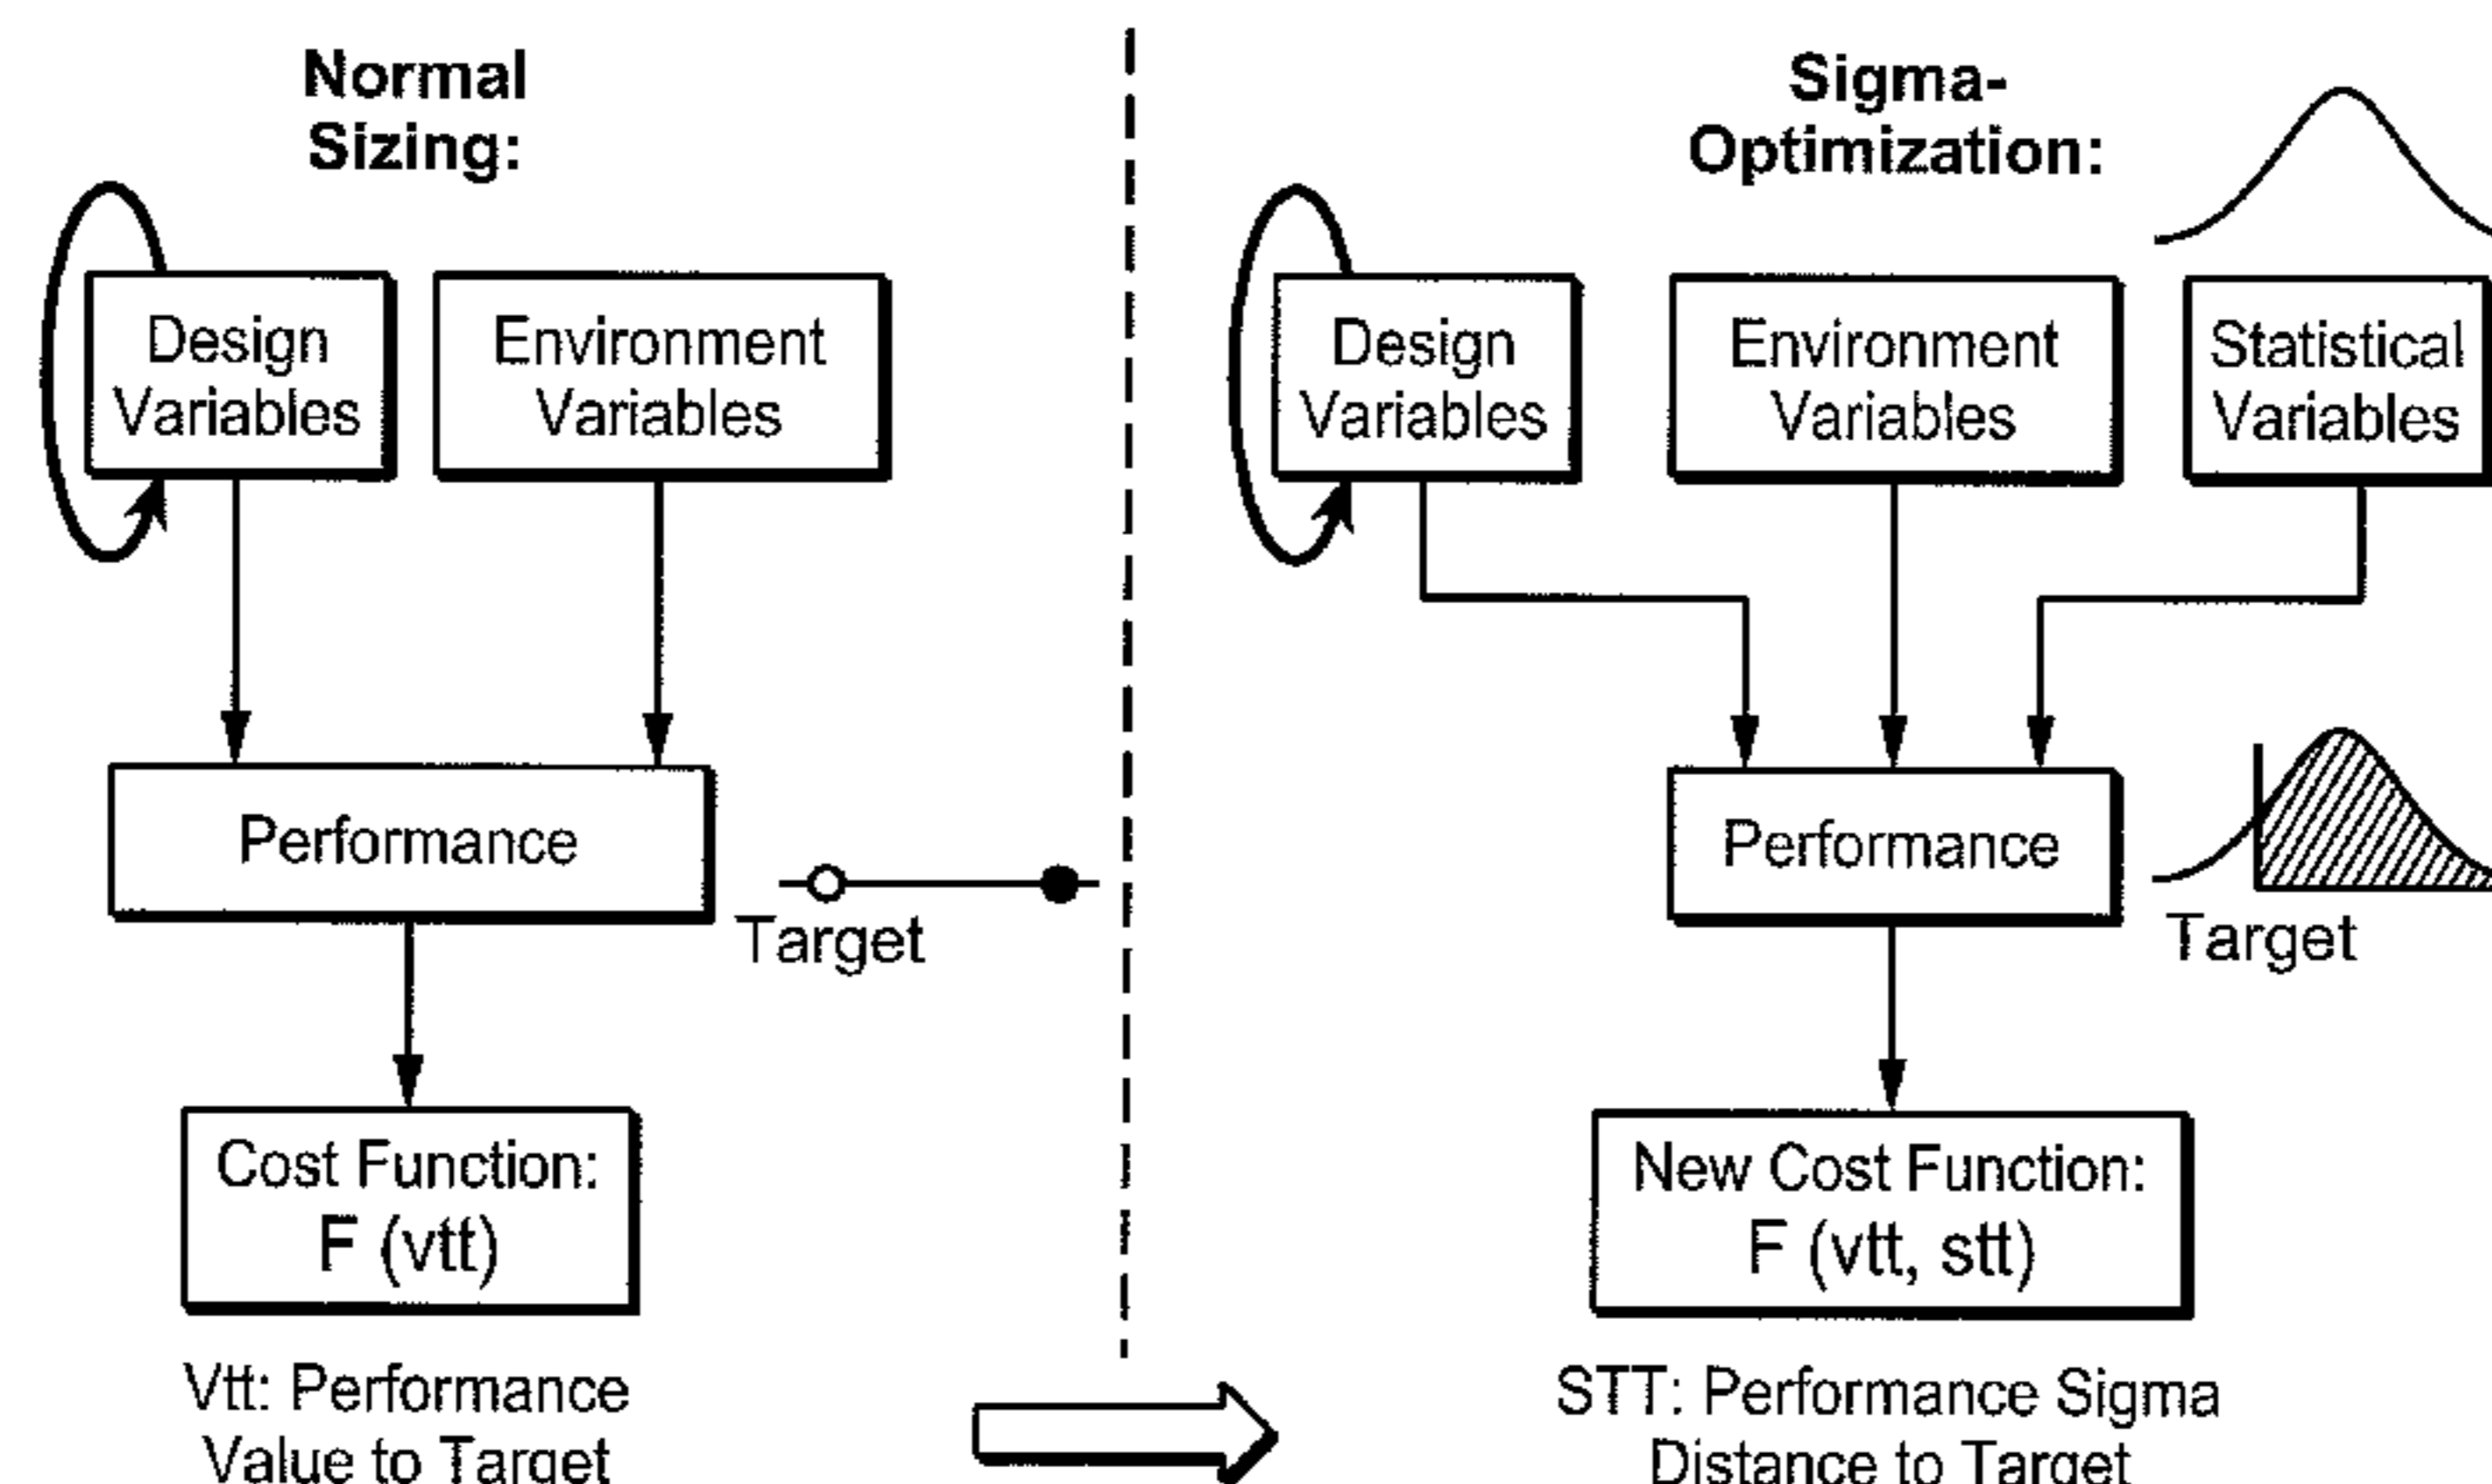 Normal
Sizing:
Design
Variables
Environment
Variables
Performance
Target
Cost Function:
F (vtt)
Vtt: Performance
Value to Target
Sigma-
Optimization:
Design
Variables
Environment
Variables
Statistical
Variables
Performance
Target
New Cost Function:
F (vtt, stt)
STT: Performance Sigma
Distance to Target